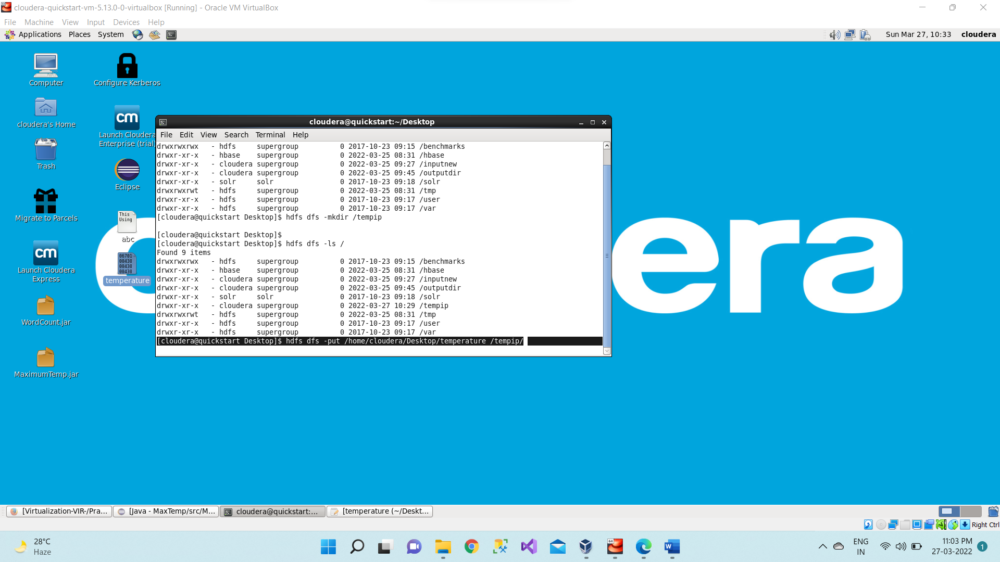 cloudera-quickstart-vm-5.13.0-0-virtualbox [Running] - Oracle VM VirtualBox
File Machine View Input Devices Help
Applications Places System
Sun Mar 27, 10:33 cloudera
Computer
Configure Kerberos
cloudera's Home
cm
Launch Cloudera
Enterprise (trial)
Trash
Eclipse
Migrate to Parcels
This
Using
abc
cm
Launch Cloudera
Express
06701
00430
00430
00430
temperature
WordCount.jar
MaximumTemp.jar
era
cloudera@quickstart:~/Desktop
File Edit View Search Terminal Help
drwxrwxrwx   - hdfs     supergroup          0 2017-10-23 09:15 /benchmarks
drwxr-xr-x   - hbase    supergroup          0 2022-03-25 08:31 /hbase
drwxr-xr-x   - cloudera supergroup          0 2022-03-25 09:27 /inputnew
drwxr-xr-x   - cloudera supergroup          0 2022-03-25 09:45 /outputdir
drwxr-xr-x   - solr     solr                0 2017-10-23 09:18 /solr
drwxrwxrwt   - hdfs     supergroup          0 2022-03-25 08:31 /tmp
drwxr-xr-x   - hdfs     supergroup          0 2017-10-23 09:17 /user
drwxr-xr-x   - hdfs     supergroup          0 2017-10-23 09:17 /var
[cloudera@quickstart Desktop]$ hdfs dfs -mkdir /tempip
[cloudera@quickstart Desktop]$
[cloudera@quickstart Desktop]$ hdfs dfs -ls /
Found 9 items
drwxrwxrwx   - hdfs     supergroup          0 2017-10-23 09:15 /benchmarks
drwxr-xr-x   - hbase    supergroup          0 2022-03-25 08:31 /hbase
drwxr-xr-x   - cloudera supergroup          0 2022-03-25 09:27 /inputnew
drwxr-xr-x   - cloudera supergroup          0 2022-03-25 09:45 /outputdir
drwxr-xr-x   - solr     solr                0 2017-10-23 09:18 /solr
drwxr-xr-x   - cloudera supergroup          0 2022-03-27 10:29 /tempip
drwxrwxrwt   - hdfs     supergroup          0 2022-03-25 08:31 /tmp
drwxr-xr-x   - hdfs     supergroup          0 2017-10-23 09:17 /user
drwxr-xr-x   - hdfs     supergroup          0 2017-10-23 09:17 /var
[cloudera@quickstart Desktop]$ hdfs dfs -put /home/cloudera/Desktop/temperature /tempip/
[Virtualization-VIR-/Pra...
[Java - MaxTemp/src/M...
cloudera@quickstart:...
[temperature (~/Deskt...
Right Ctrl
28°C
Haze
64
ENG
IN
11:03 PM
27-03-2022
1